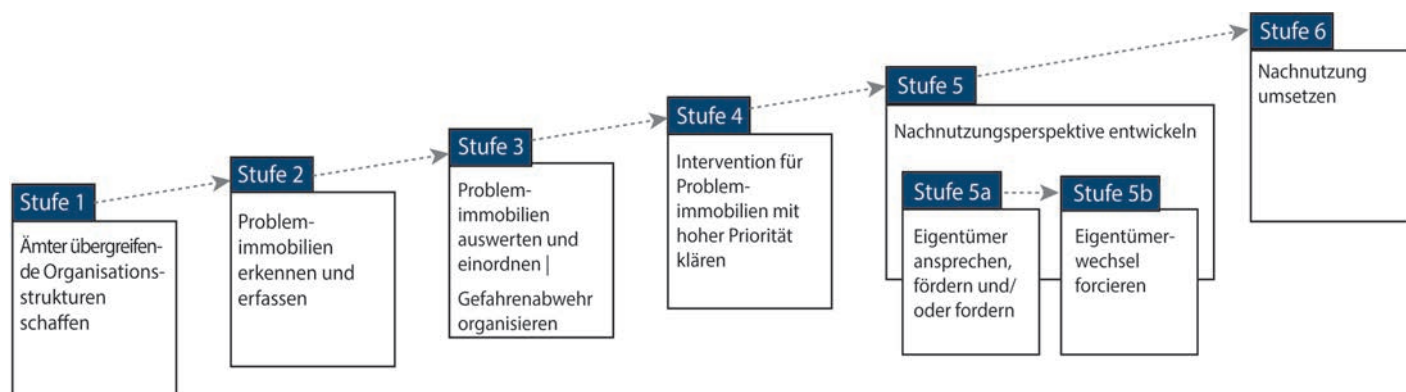 Stufe 1
Ämter übergreifen-
de Organisations-
strukturen
schaffen
Stufe 2
Problem-
immobilien
erkennen und
erfassen
Stufe 3
Problem-
immobilien
auswerten und
einordnen |
Gefahrenabwehr
organisieren
Stufe 4
Intervention für
Problem-
immobilien mit
hoher Priorität
klären
Stufe 5
Nachnutzungsperspektive entwickeln
Stufe 5a
Eigentümer
ansprechen,
fördern und/
oder fordern
Stufe 5b
Eigentümer-
wechsel
forcieren
Stufe 6
Nachnutzung
umsetzen